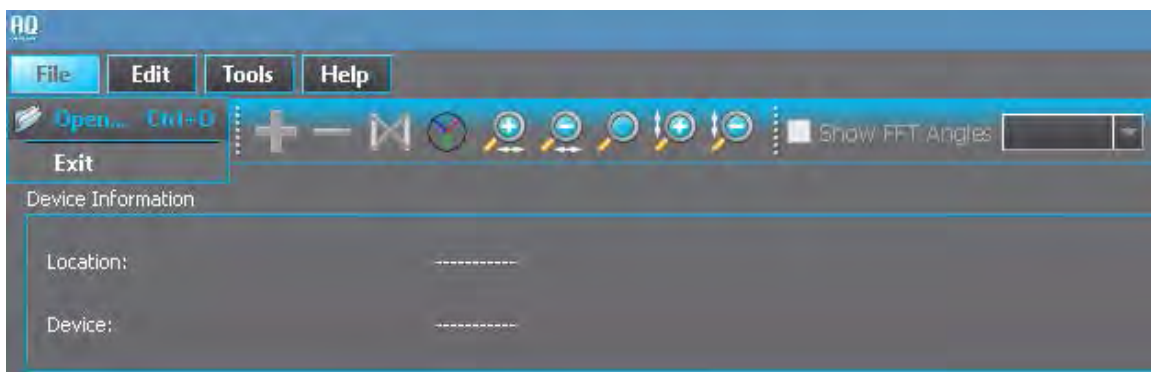 AQ
File Edit Tools Help
Open... Ctrl+O
Show FFT Angles
Exit
Device Information
Location: -----------
Device: -----------